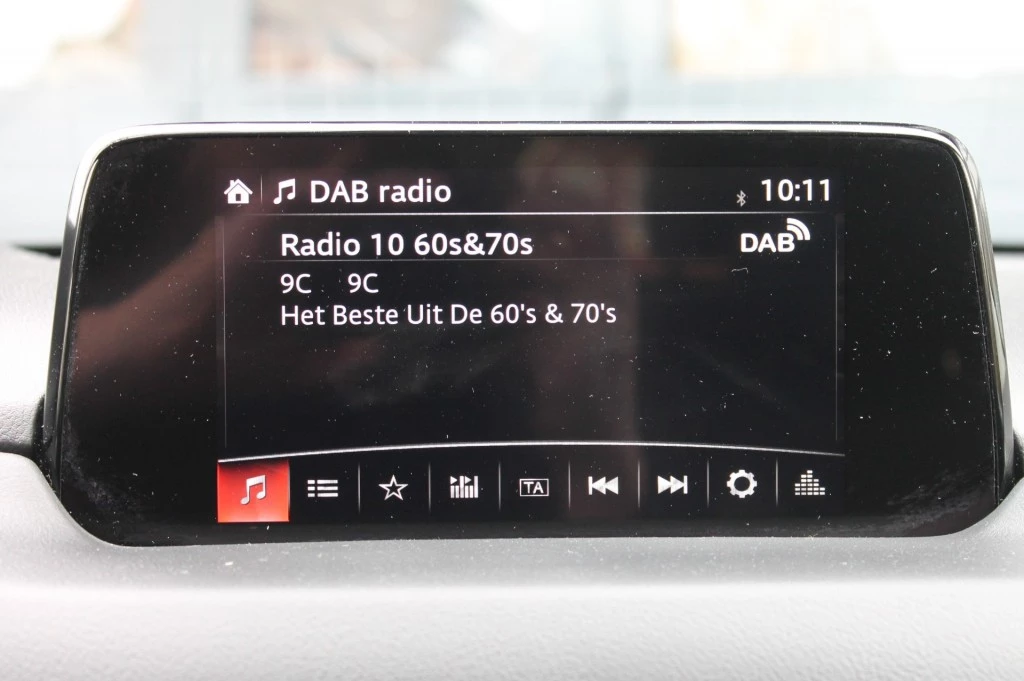 DAB radio 10:11
Radio 10 60s&70s DAB
9C 9C
Het Beste Uit De 60's & 70's
TA